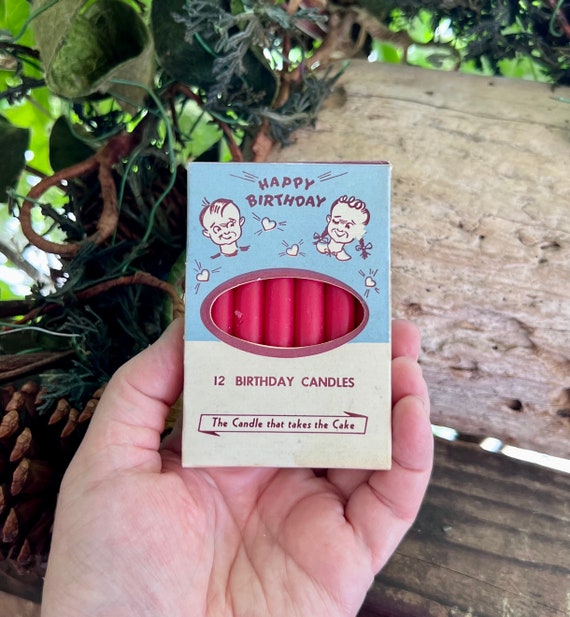 HAPPY
BIRTHDAY
12 BIRTHDAY CANDLES
The Candle that takes the Cake